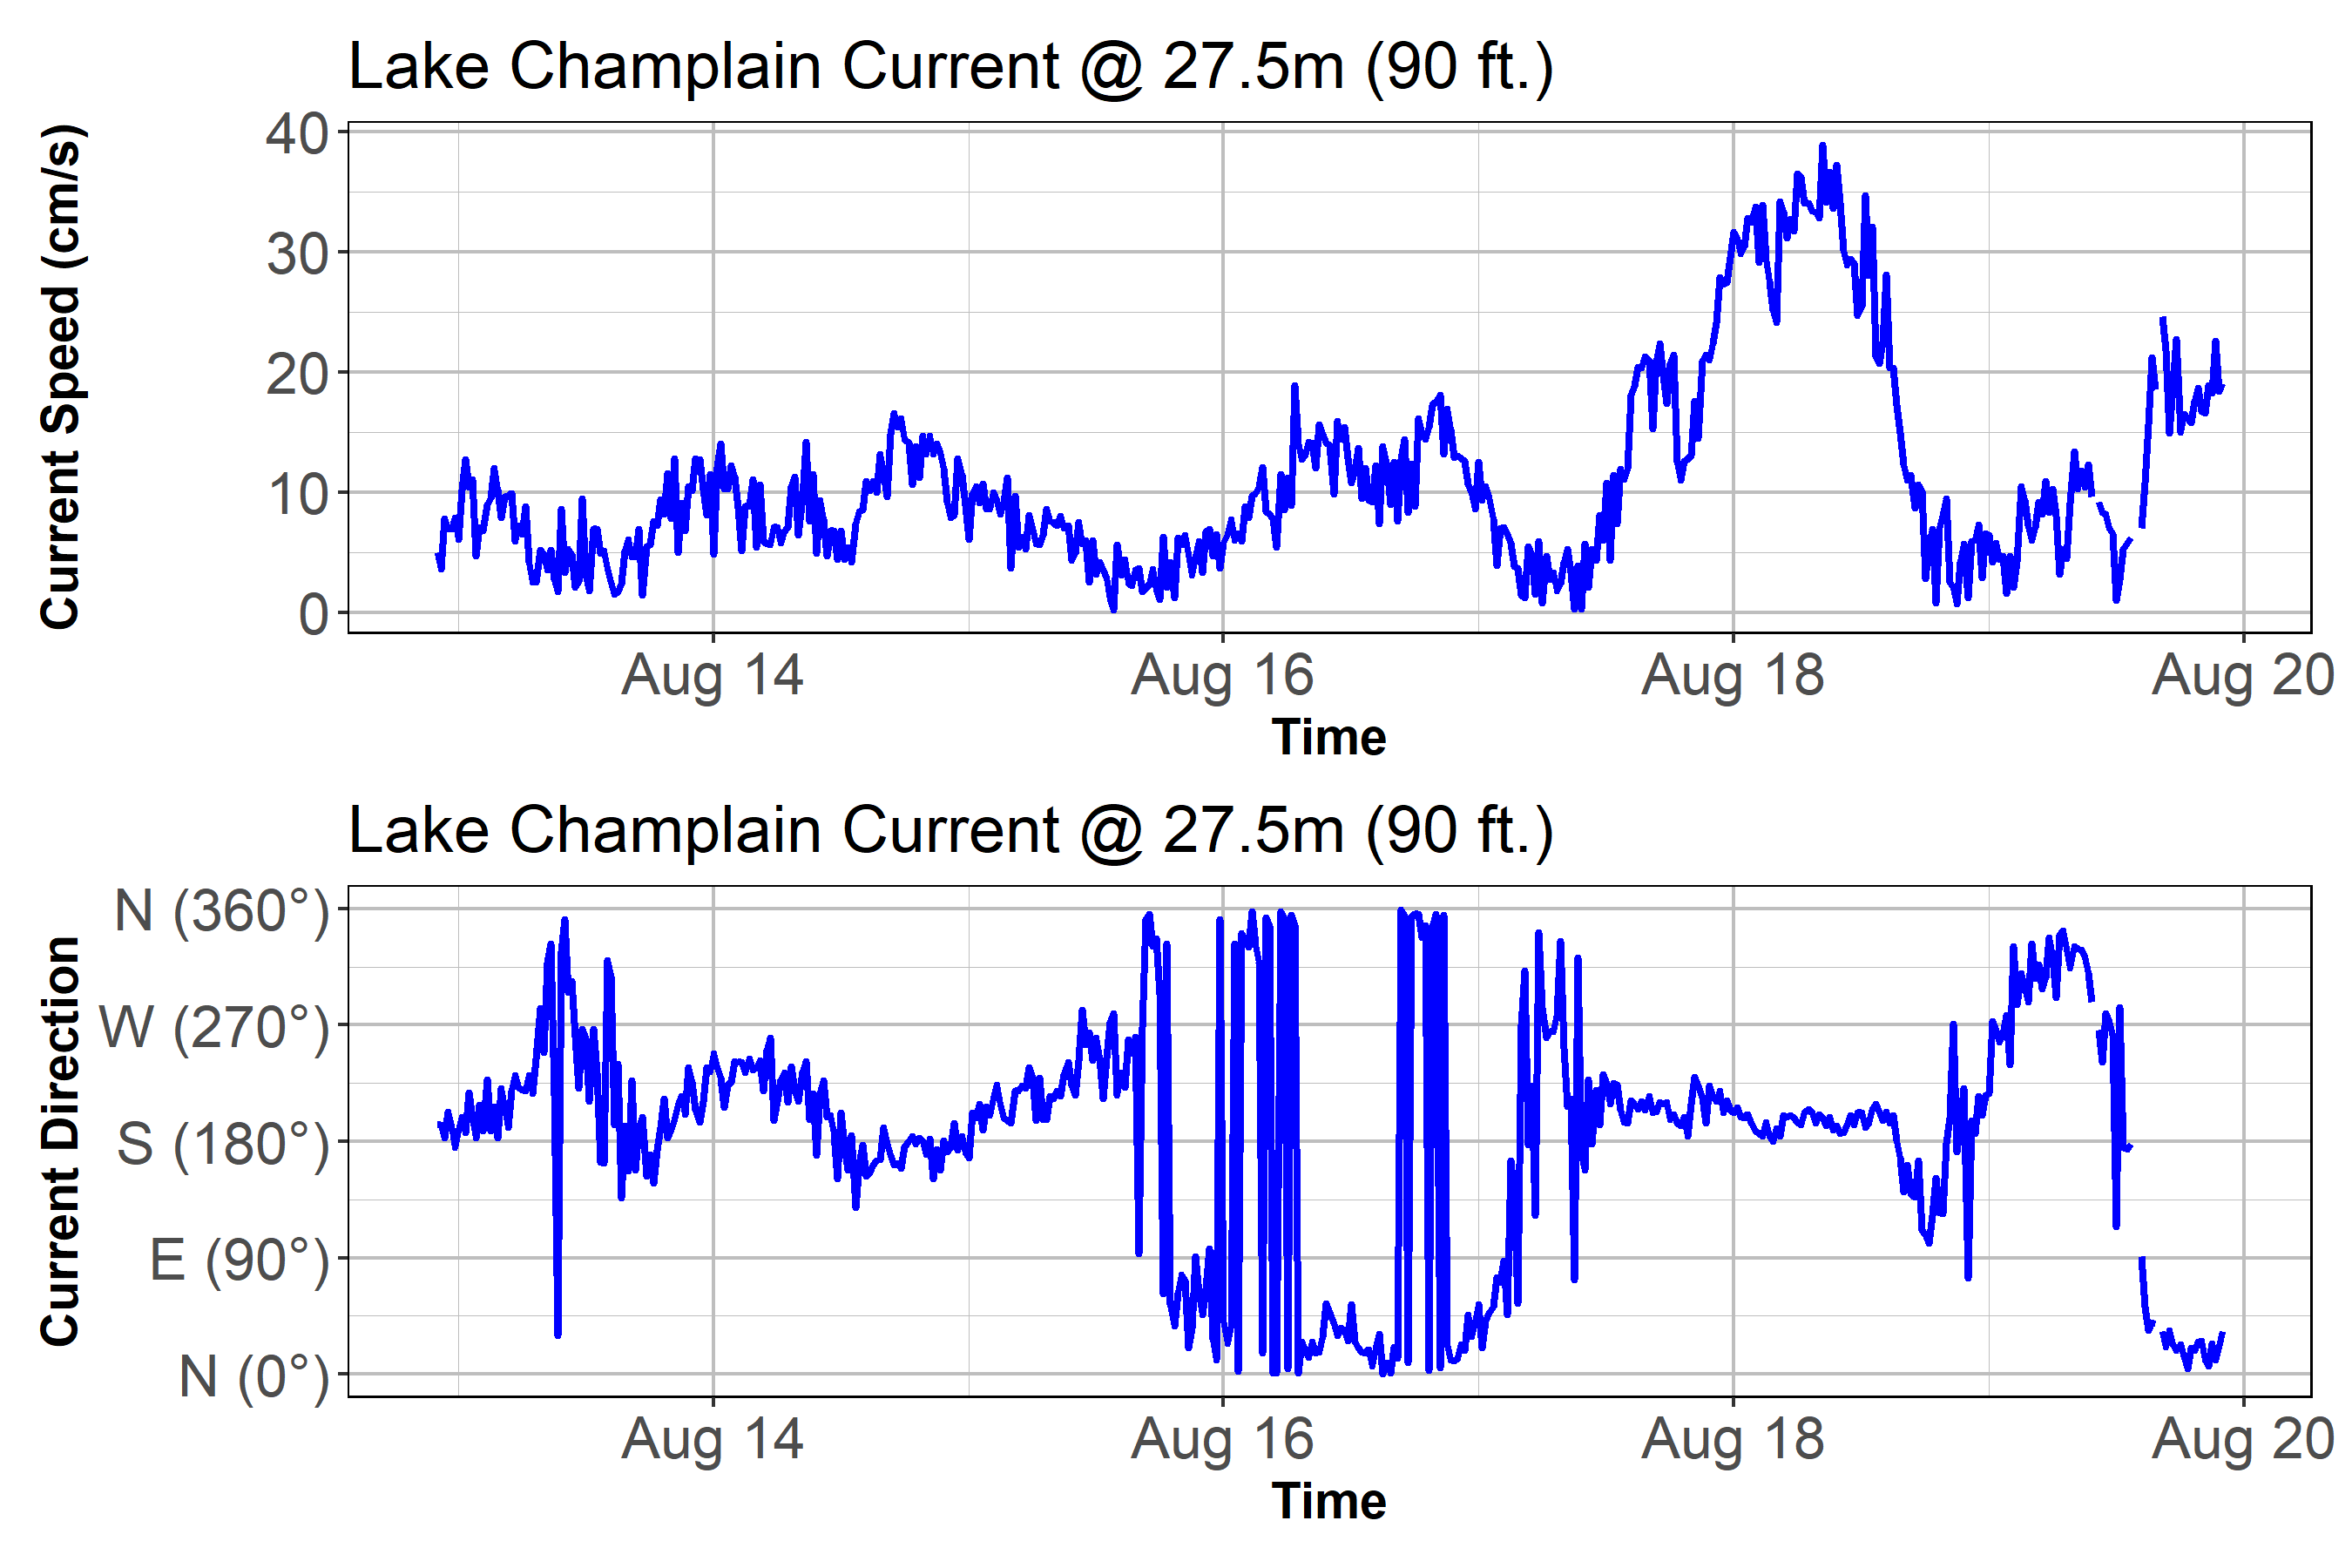 Lake Champlain Current @ 27.5m (90 ft.)
Current Speed (cm/s)
40
30
20
10
0
Aug 14
Aug 16
Aug 18
Aug 20
Time
Lake Champlain Current @ 27.5m (90 ft.)
Current Direction
N (360°)
W (270°)
S (180°)
E (90°)
N (0°)
Aug 14
Aug 16
Aug 18
Aug 20
Time